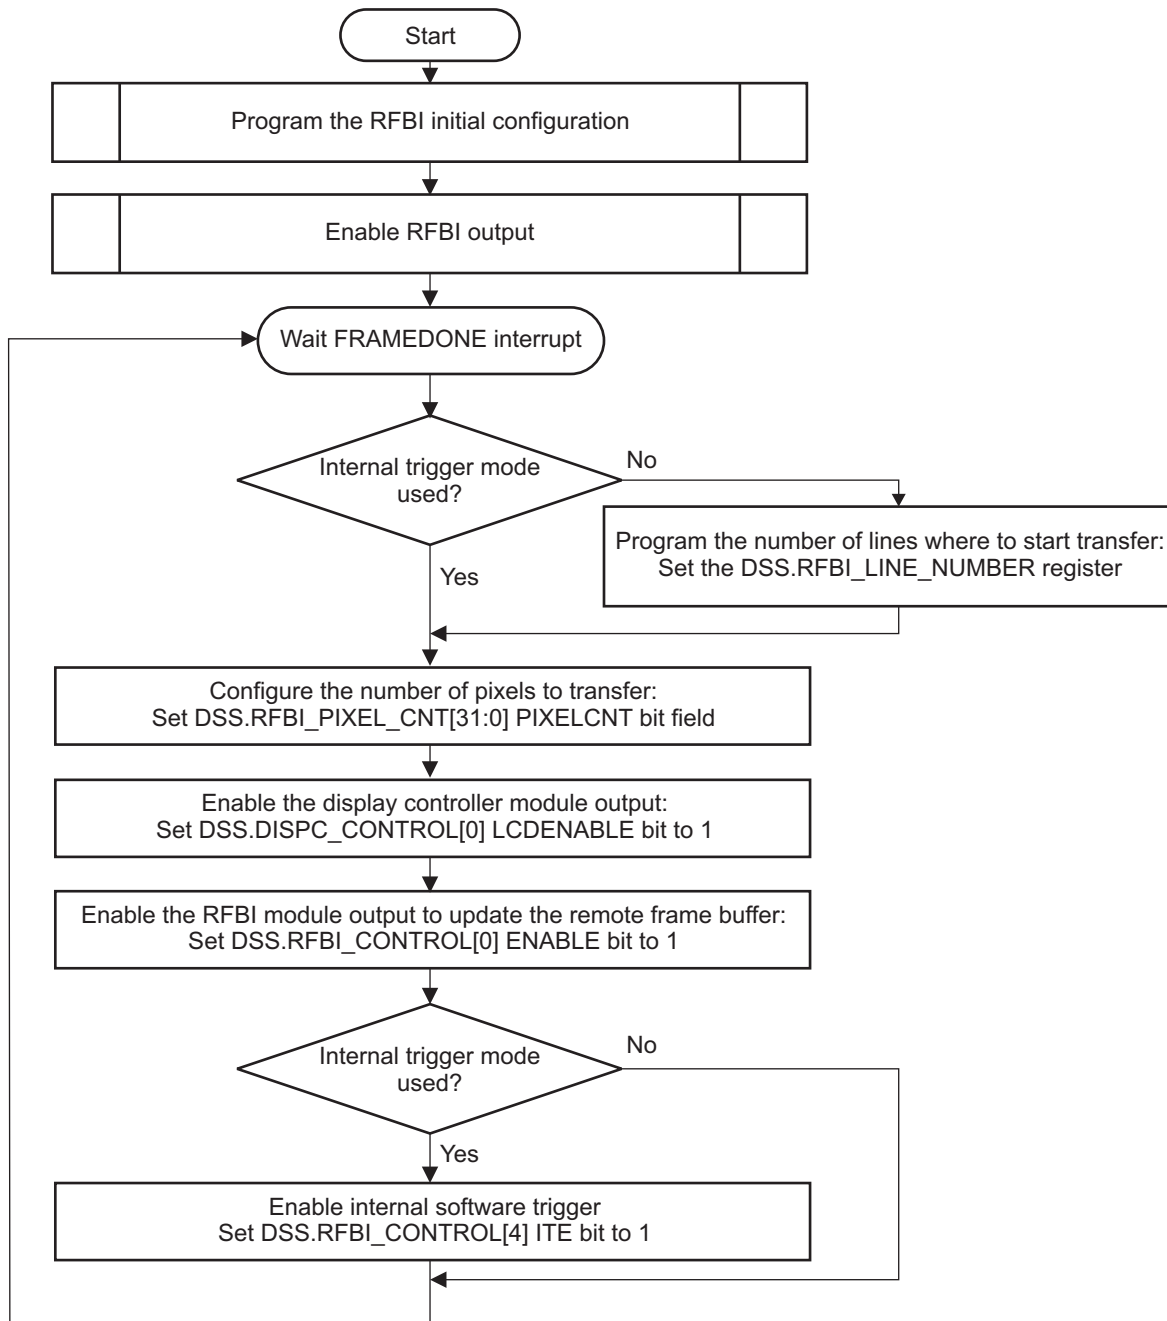 Start
Program the RFBI initial configuration
Enable RFBI output
Wait FRAMEDONE interrupt
Internal trigger mode
used?
No
Program the number of lines where to start transfer:
Set the DSS.RFBI_LINE_NUMBER register
Yes
Configure the number of pixels to transfer:
Set DSS.RFBI_PIXEL_CNT[31:0] PIXELCNT bit field
Enable the display controller module output:
Set DSS.DISPC_CONTROL[0] LCDENABLE bit to 1
Enable the RFBI module output to update the remote frame buffer:
Set DSS.RFBI_CONTROL[0] ENABLE bit to 1
Internal trigger mode
used?
No
Yes
Enable internal software trigger
Set DSS.RFBI_CONTROL[4] ITE bit to 1